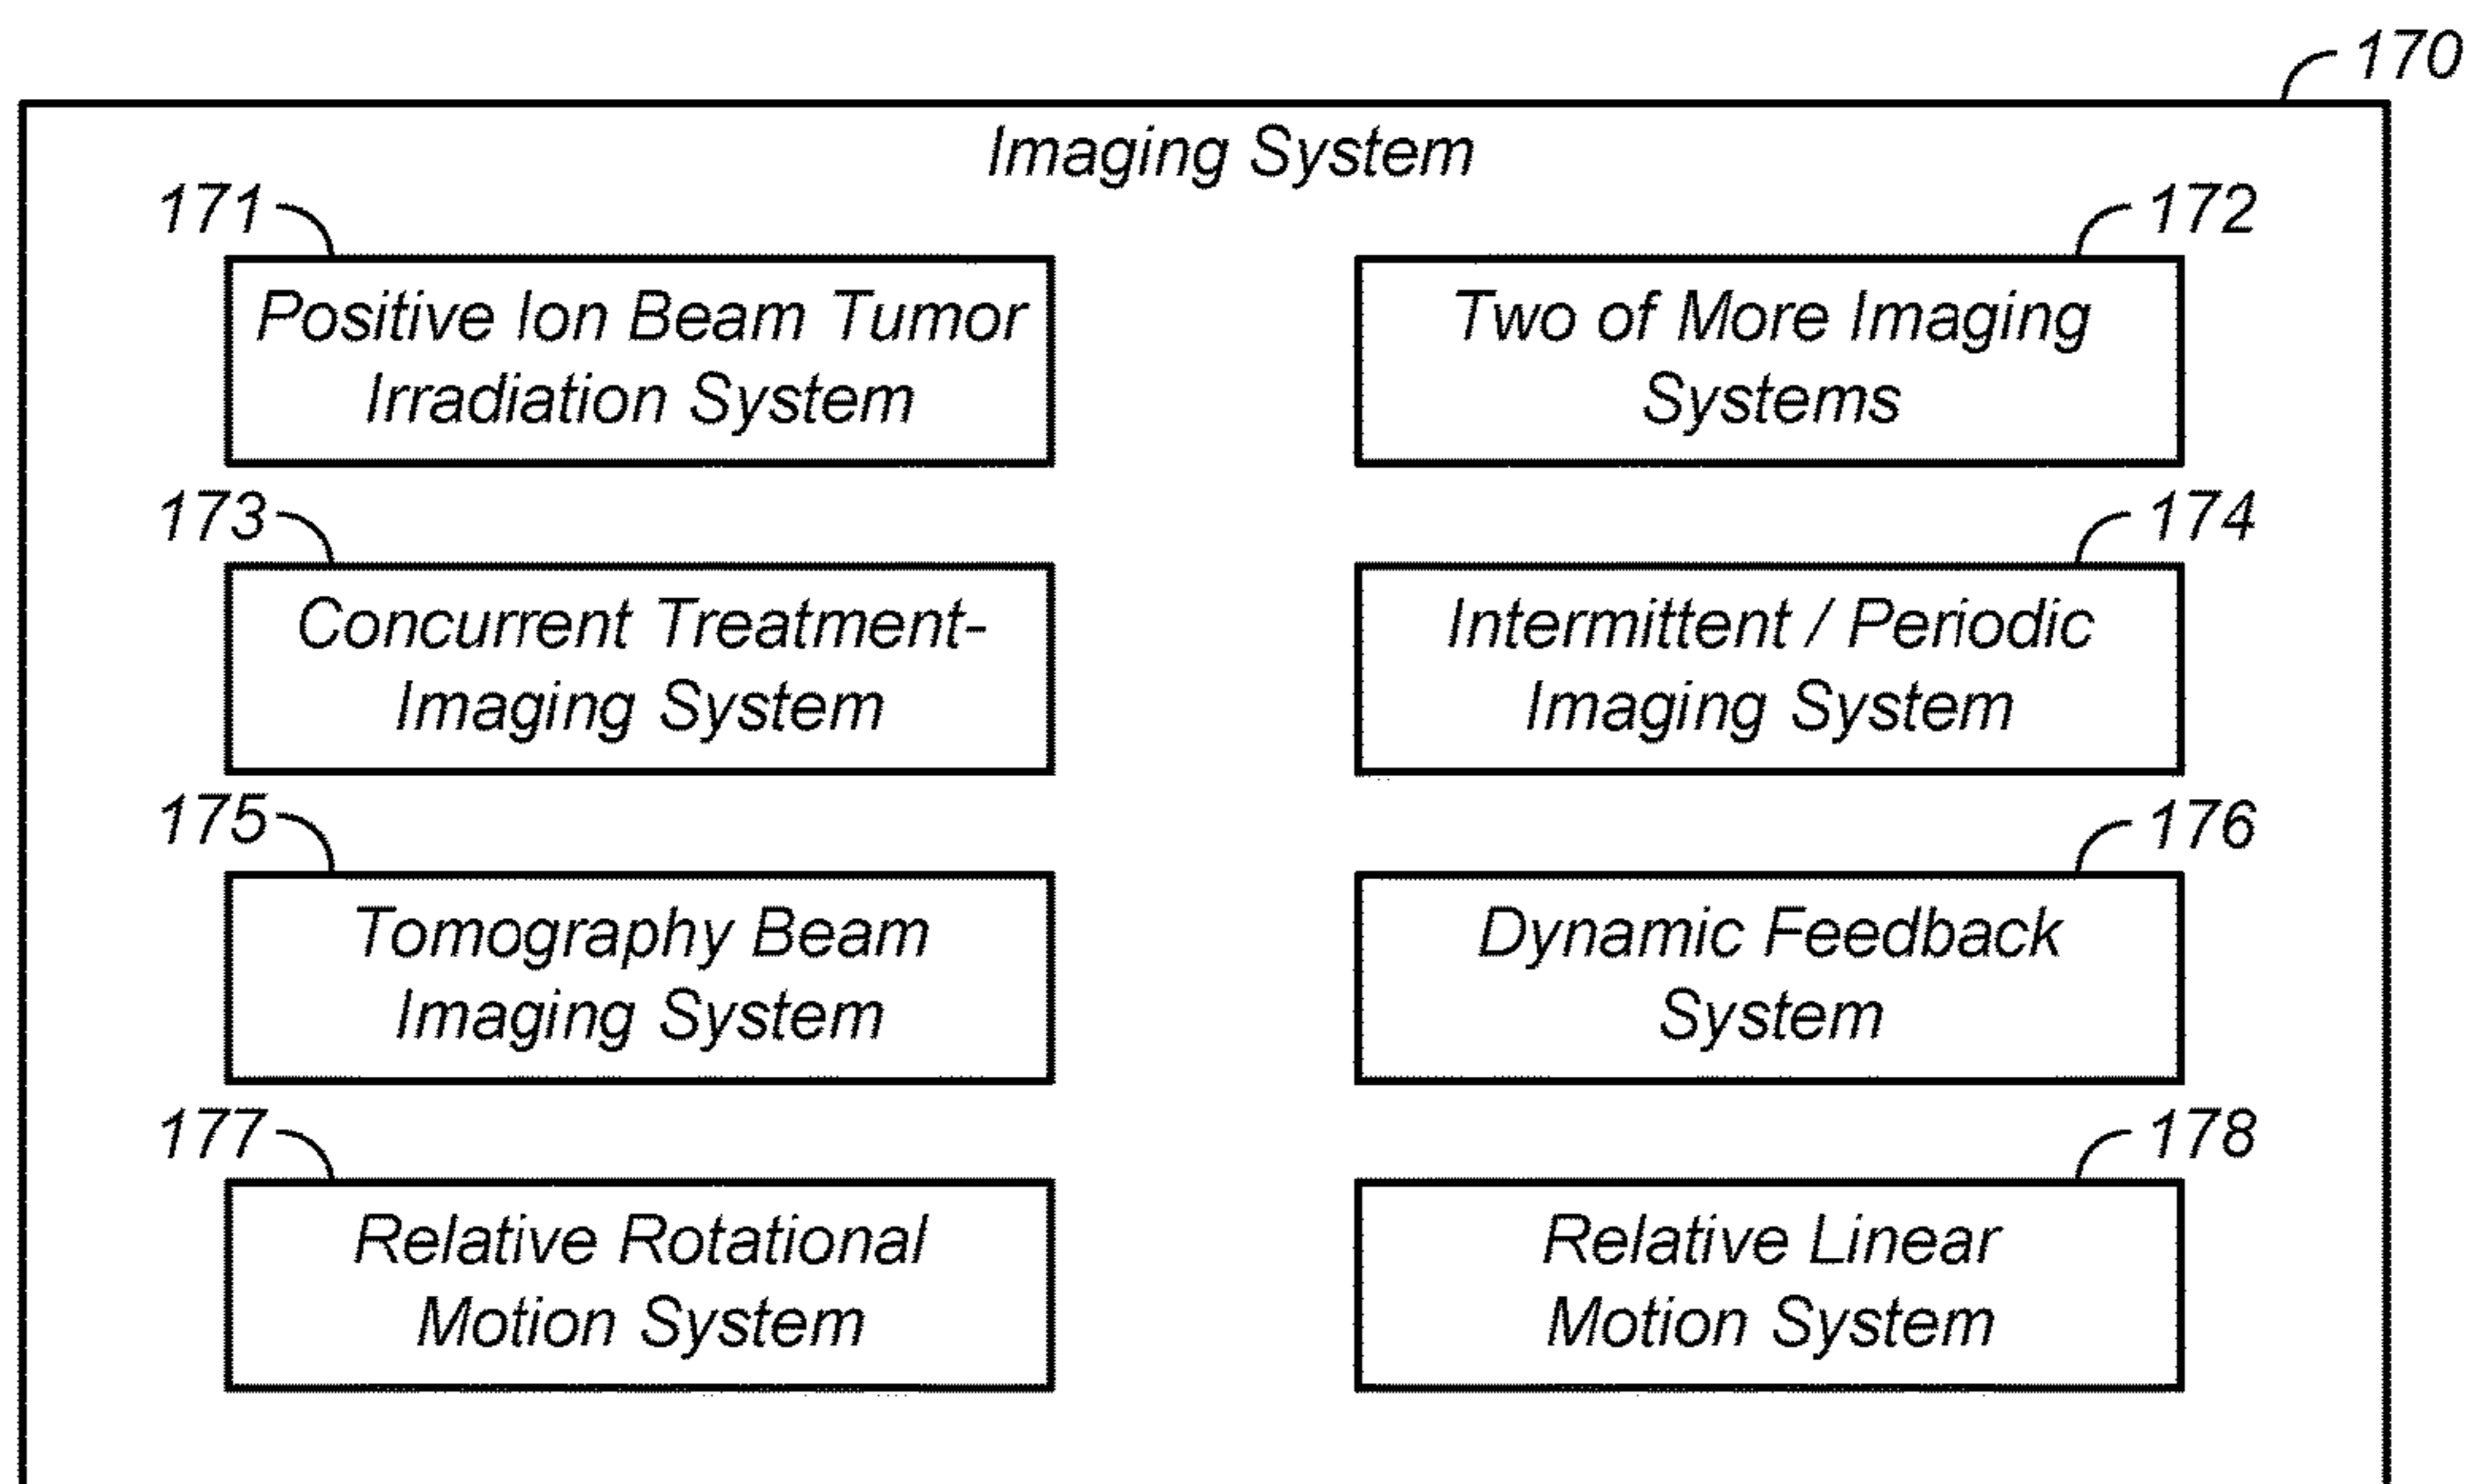 170
Imaging System
171
172
Positive Ion Beam Tumor
Irradiation System
Two of More Imaging
Systems
173
174
Concurrent Treatment-
Imaging System
Intermittent / Periodic
Imaging System
175
176
Tomography Beam
Imaging System
Dynamic Feedback
System
177
178
Relative Rotational
Motion System
Relative Linear
Motion System